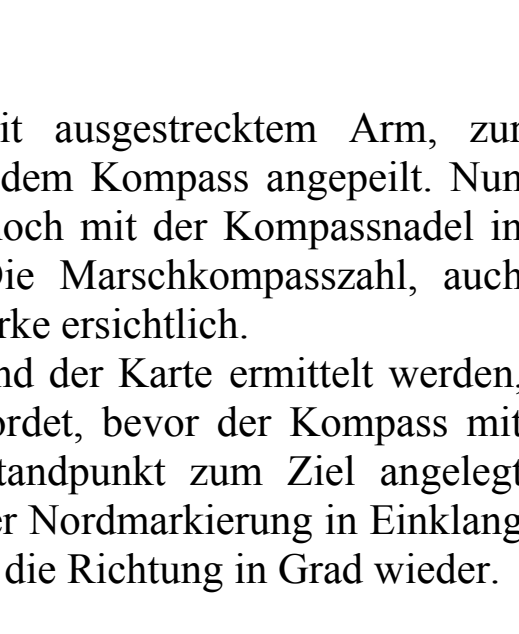 it ausgestrecktem Arm, zur
dem Kompass angepeilt. Nun
noch mit der Kompassnadel in
Die Marschkompasszahl, auch
rke ersichtlich.
nd der Karte ermittelt werden,
ordet, bevor der Kompass mit
tandpunkt zum Ziel angelegt
er Nordmarkierung in Einklang
die Richtung in Grad wieder.